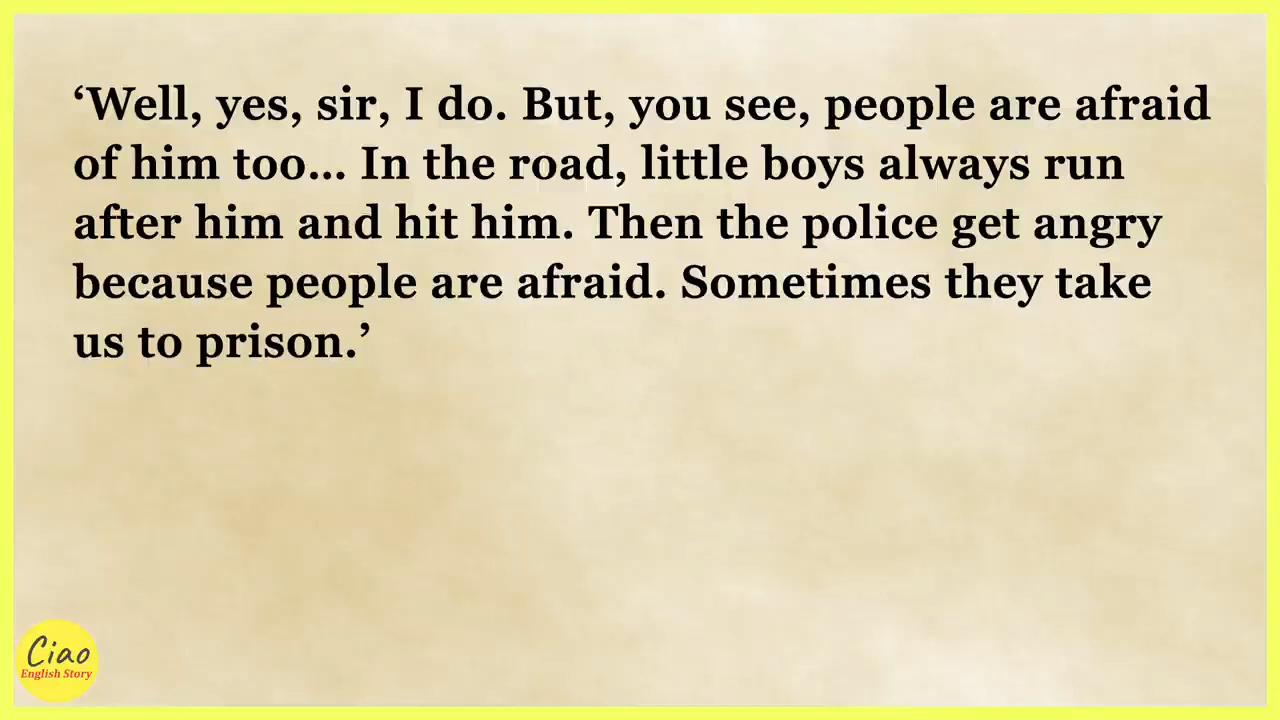 ‘Well, yes, sir, I do. But, you see, people are afraid
of him too... In the road, little boys always run
after him and hit him. Then the police get angry
because people are afraid. Sometimes they take
us to prison.’
Ciao
English Story